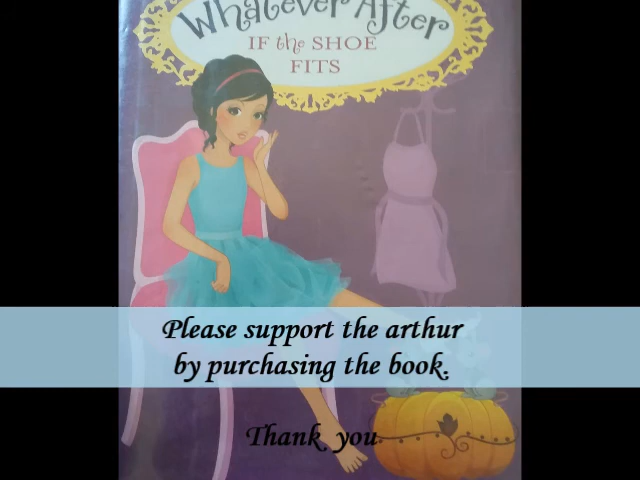 Whatever After
IF the SHOE
FITS
Please support the arthur
by purchasing the book.
Thank you